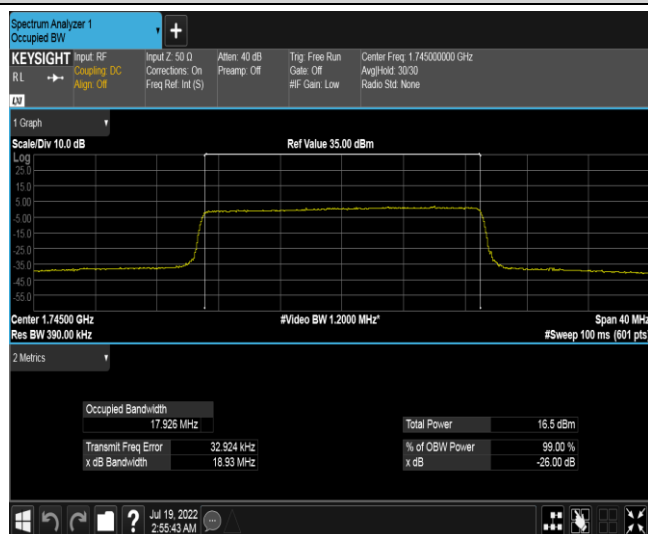 Spectrum Analyzer 1
Occupied BW
+
KEYSIGHT Input: RF Input Z: 50 Ω Atten: 40 dB Trig: Free Run Center Freq: 1.745000000 GHz
RL Coupling: DC Corrections: On Preamp: Off Gate: Off Avg|Hold: 30/30
Align: Off Freq Ref: Int (S) #IF Gain: Low Radio Std: None
LXI
1 Graph
Scale/Div 10.0 dB Ref Value 35.00 dBm
Log
25.0
15.0
5.00
-5.00
-15.0
-25.0
-35.0
-45.0
-55.0
Center 1.74500 GHz #Video BW 1.2000 MHz* Span 40 MHz
Res BW 390.00 kHz #Sweep 100 ms (601 pts)
2 Metrics
Occupied Bandwidth
17.926 MHz Total Power 16.5 dBm
Transmit Freq Error 32.924 kHz % of OBW Power 99.00 %
x dB Bandwidth 18.93 MHz x dB -26.00 dB
? Jul 19, 2022
2:55:43 AM